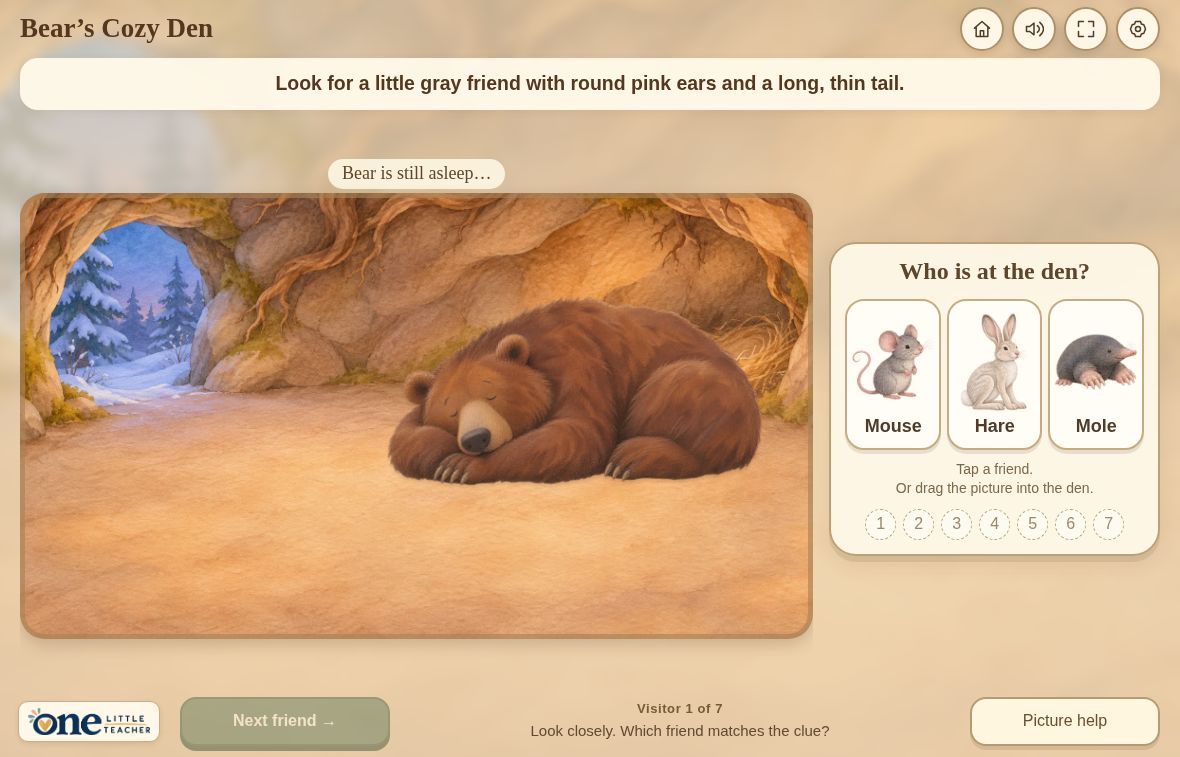 Bear’s Cozy Den
Look for a little gray friend with round pink ears and a long, thin tail.
Bear is still asleep…
Who is at the den?
Mouse
Hare
Mole
Tap a friend.
Or drag the picture into the den.
1 2 3 4 5 6 7
one LITTLE TEACHER
Next friend →
Visitor 1 of 7
Look closely. Which friend matches the clue?
Picture help